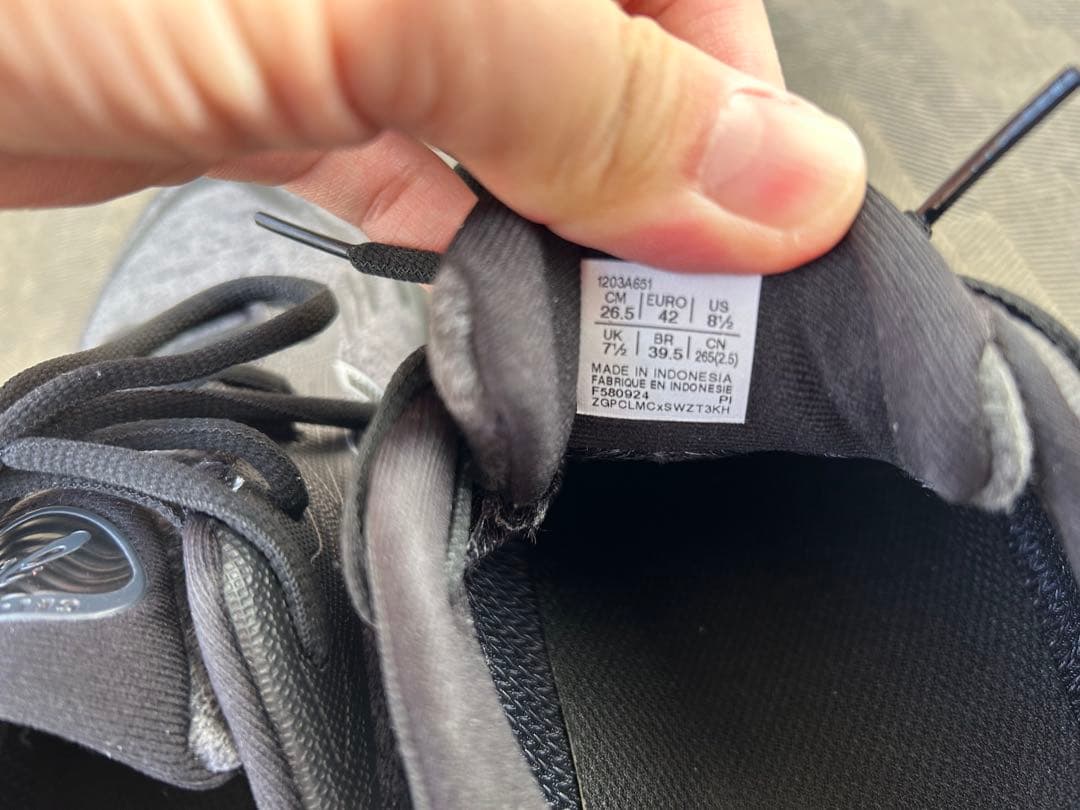 1203A651
CM EURO US
26.5 42 8½
UK BR CN
7½ 39.5 265(2.5)
MADE IN INDONESIA
FABRIQUE EN INDONESIE
F580924 PI
ZGPCLMCxSWZT3KH